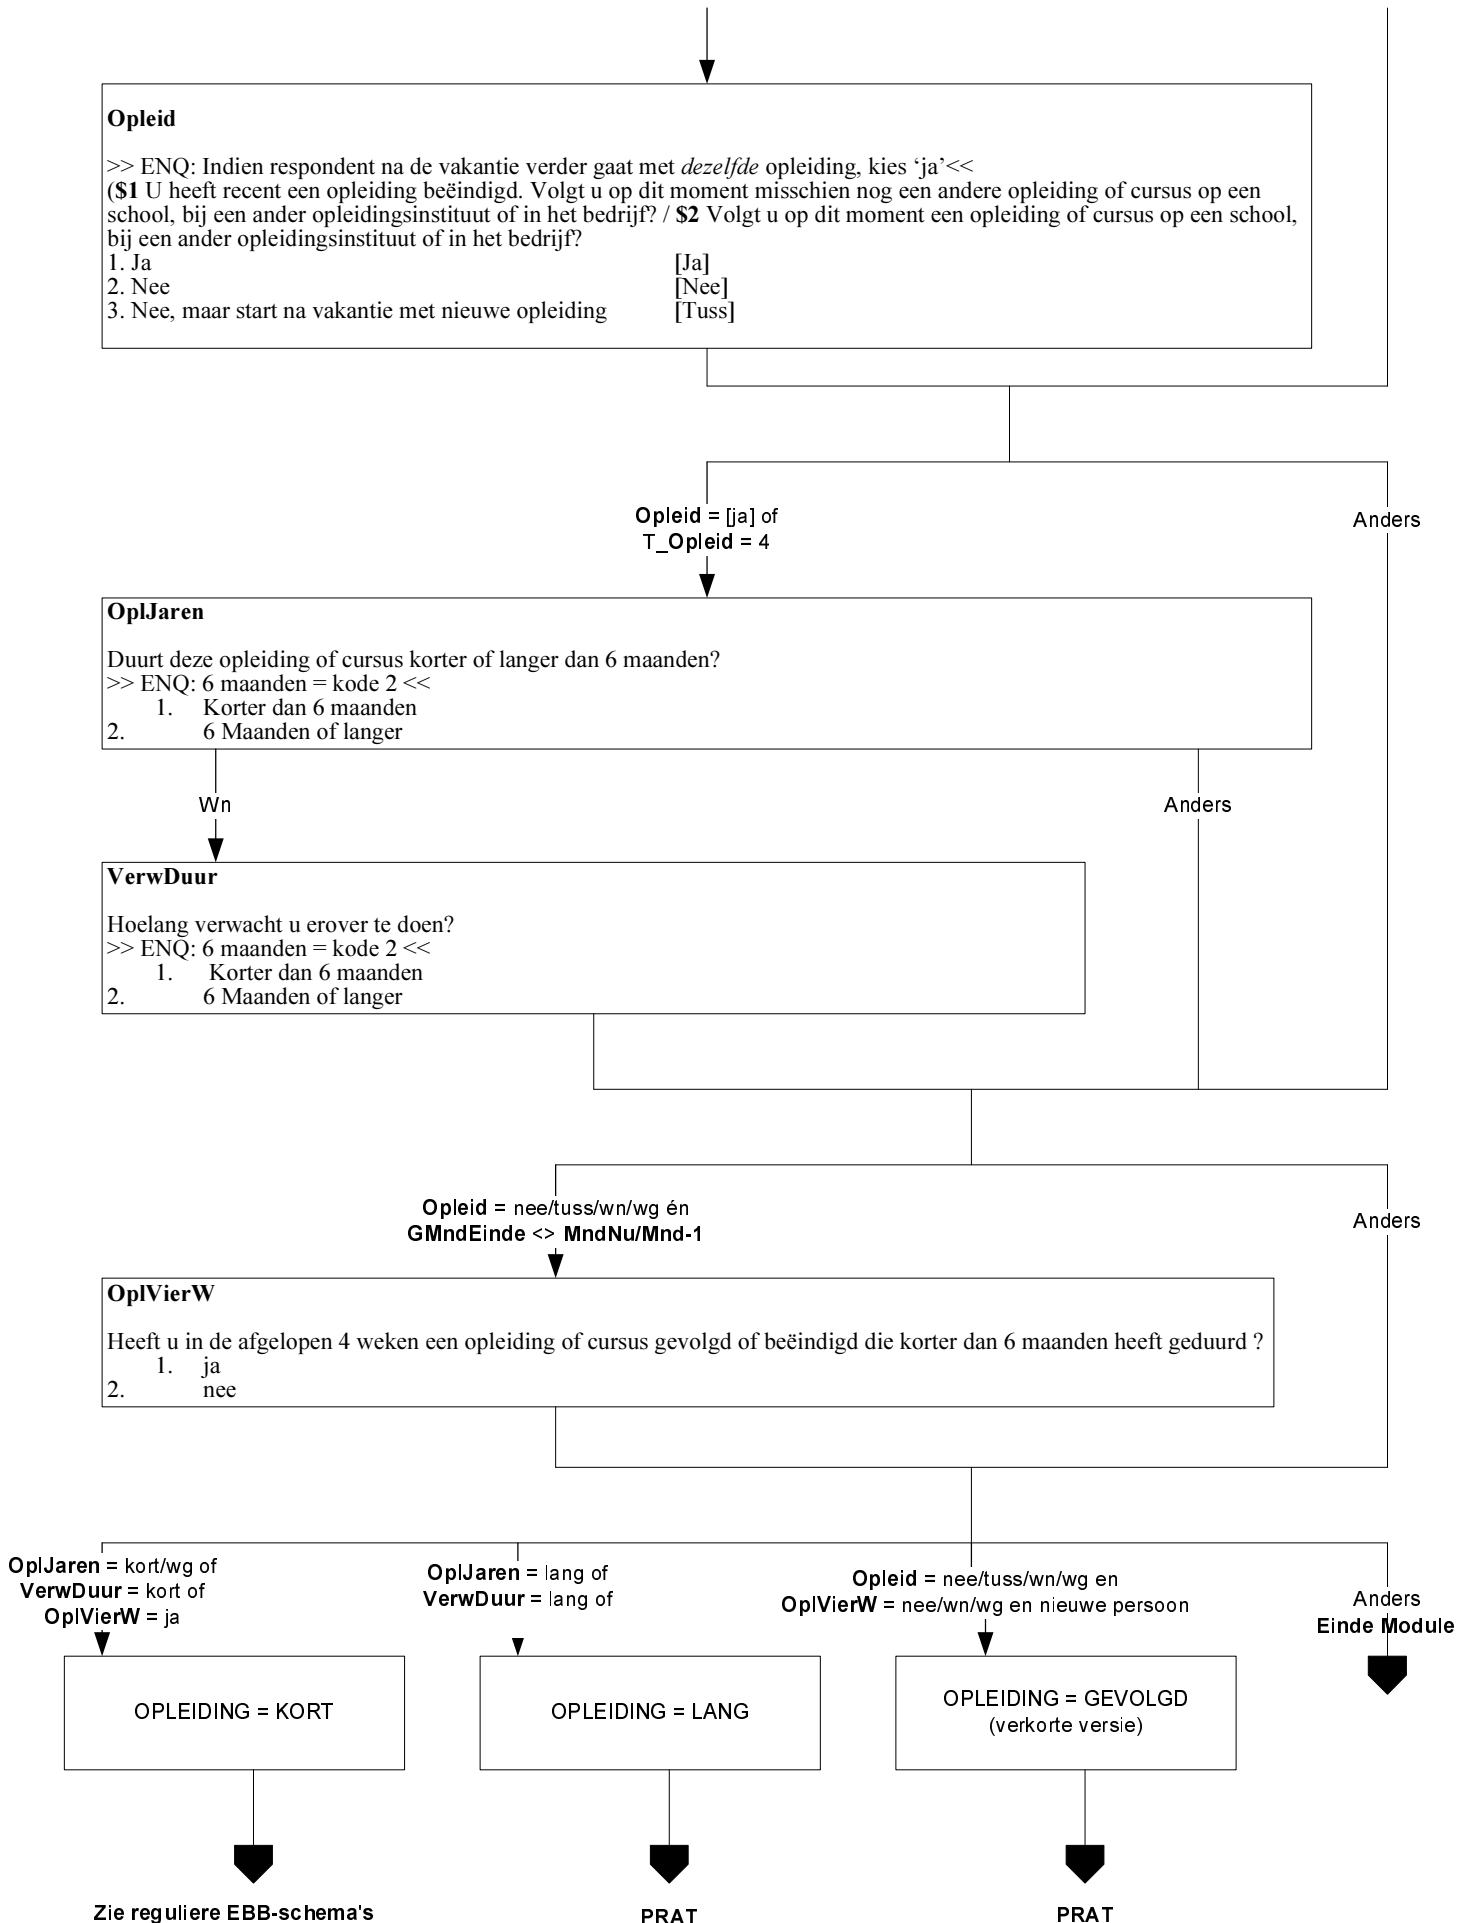 Opleid
>> ENQ: Indien respondent na de vakantie verder gaat met dezelfde opleiding, kies ‘ja’<<
($1 U heeft recent een opleiding beëindigd. Volgt u op dit moment misschien nog een andere opleiding of cursus op een
school, bij een ander opleidingsinstituut of in het bedrijf? / $2 Volgt u op dit moment een opleiding of cursus op een school,
bij een ander opleidingsinstituut of in het bedrijf?
1. Ja [Ja]
2. Nee [Nee]
3. Nee, maar start na vakantie met nieuwe opleiding [Tuss]
Opleid = [ja] of
T_Opleid = 4
Anders
OplJaren
Duurt deze opleiding of cursus korter of langer dan 6 maanden?
>> ENQ: 6 maanden = kode 2 <<
1. Korter dan 6 maanden
2. 6 Maanden of langer
Wn
Anders
VerwDuur
Hoelang verwacht u erover te doen?
>> ENQ: 6 maanden = kode 2 <<
1. Korter dan 6 maanden
2. 6 Maanden of langer
Opleid = nee/tuss/wn/wg én
GMndEinde <> MndNu/Mnd-1
Anders
OplVierW
Heeft u in de afgelopen 4 weken een opleiding of cursus gevolgd of beëindigd die korter dan 6 maanden heeft geduurd ?
1. ja
2. nee
OplJaren = kort/wg of
VerwDuur = kort of
OplVierW = ja
OplJaren = lang of
VerwDuur = lang of
Opleid = nee/tuss/wn/wg en
OplVierW = nee/wn/wg en nieuwe persoon
Anders
Einde Module
OPLEIDING = KORT
OPLEIDING = LANG
OPLEIDING = GEVOLGD
(verkorte versie)
Zie reguliere EBB-schema's
PRAT
PRAT